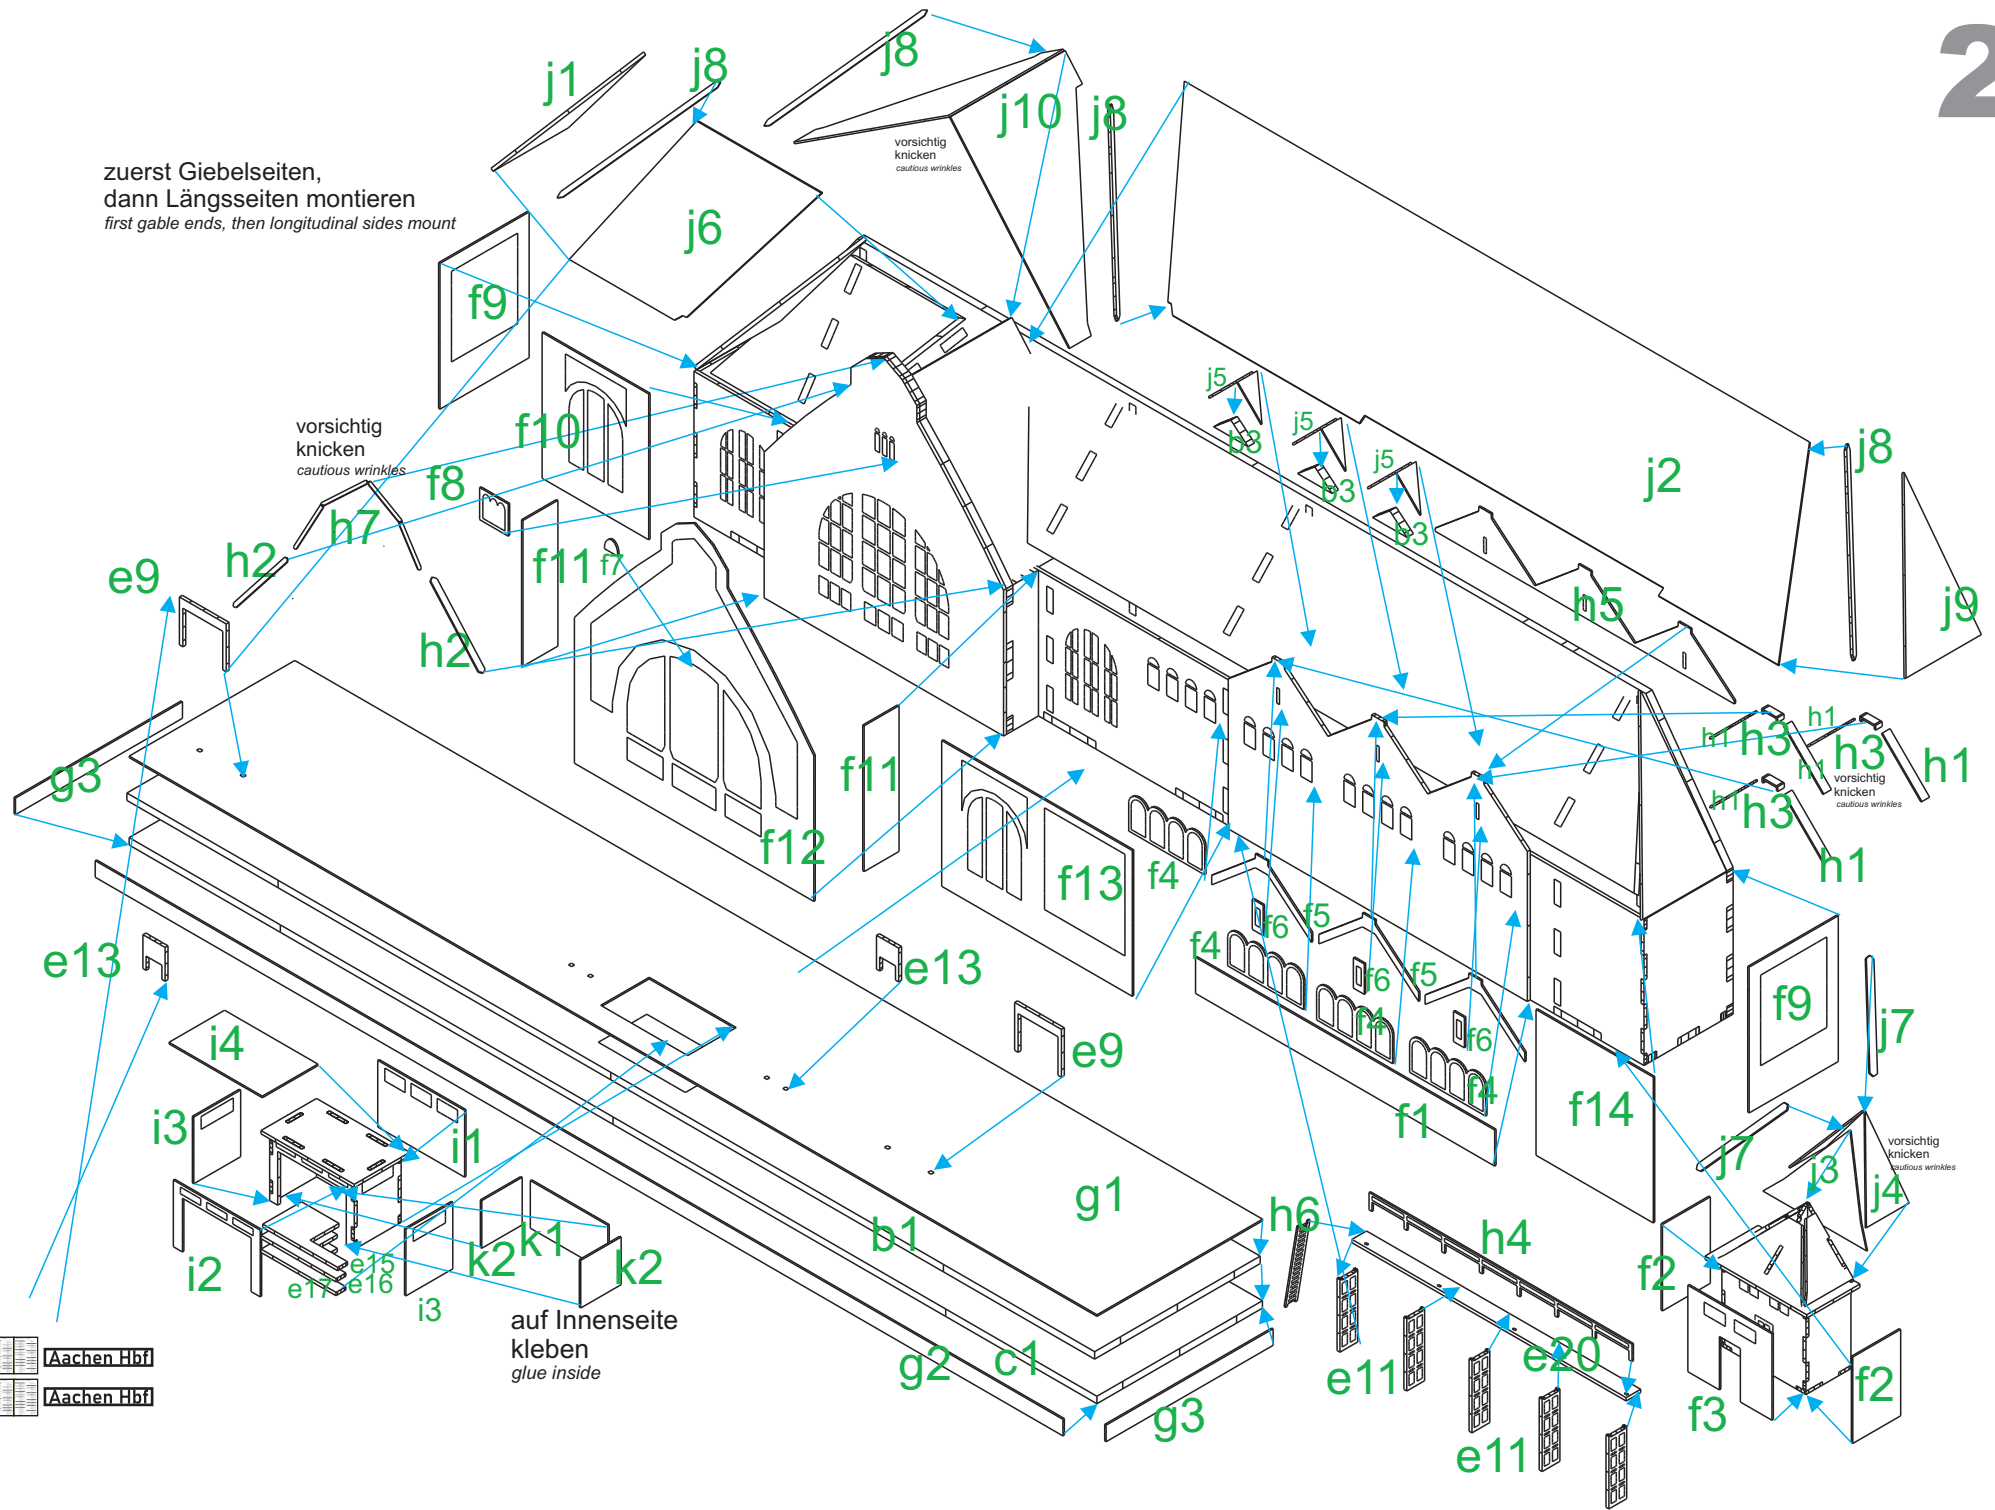 2
j1
j8
j8
j10
j8
vorsichtig
knicken
cautious wrinkles
zuerst Giebelseiten,
dann Längsseiten montieren
first gable ends, then longitudinal sides mount
j6
f9
j5
b3
j5
b3
j5
b3
j2
j8
vorsichtig
knicken
cautious wrinkles
f10
f8
h7
h2
f11
f7
e9
h2
h5
j9
g3
f11
h1
h3
h1
h3
h1
h1
vorsichtig
knicken
cautious wrinkles
h1
h3
h1
f12
f13
f4
e13
e13
f6
f5
f4
f6
f5
f9
j7
e9
f4
f6
i4
f4
f1
f14
i3
i1
j7
j3
j4
vorsichtig
knicken
cautious wrinkles
g1
h6
b1
h4
i2
k2
k1
k2
e15
e16
e17
i3
f2
auf Innenseite
kleben
glue inside
Aachen Hbf
Aachen Hbf
g2
c1
g3
e11
e20
e11
f3
f2